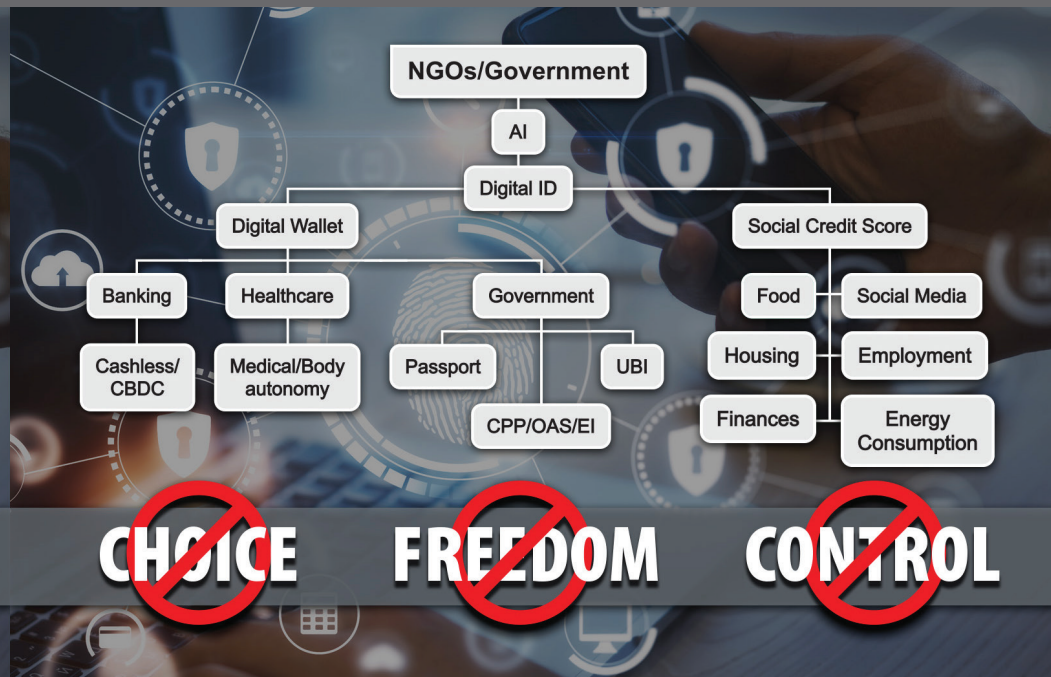 NGOs/Government
AI
Digital ID
Digital Wallet
Social Credit Score
Banking
Healthcare
Government
Food
Social Media
Cashless/
CBDC
Medical/Body
autonomy
Passport
UBI
Housing
Employment
CPP/OAS/EI
Finances
Energy
Consumption
CHOICE
FREEDOM
CONTROL